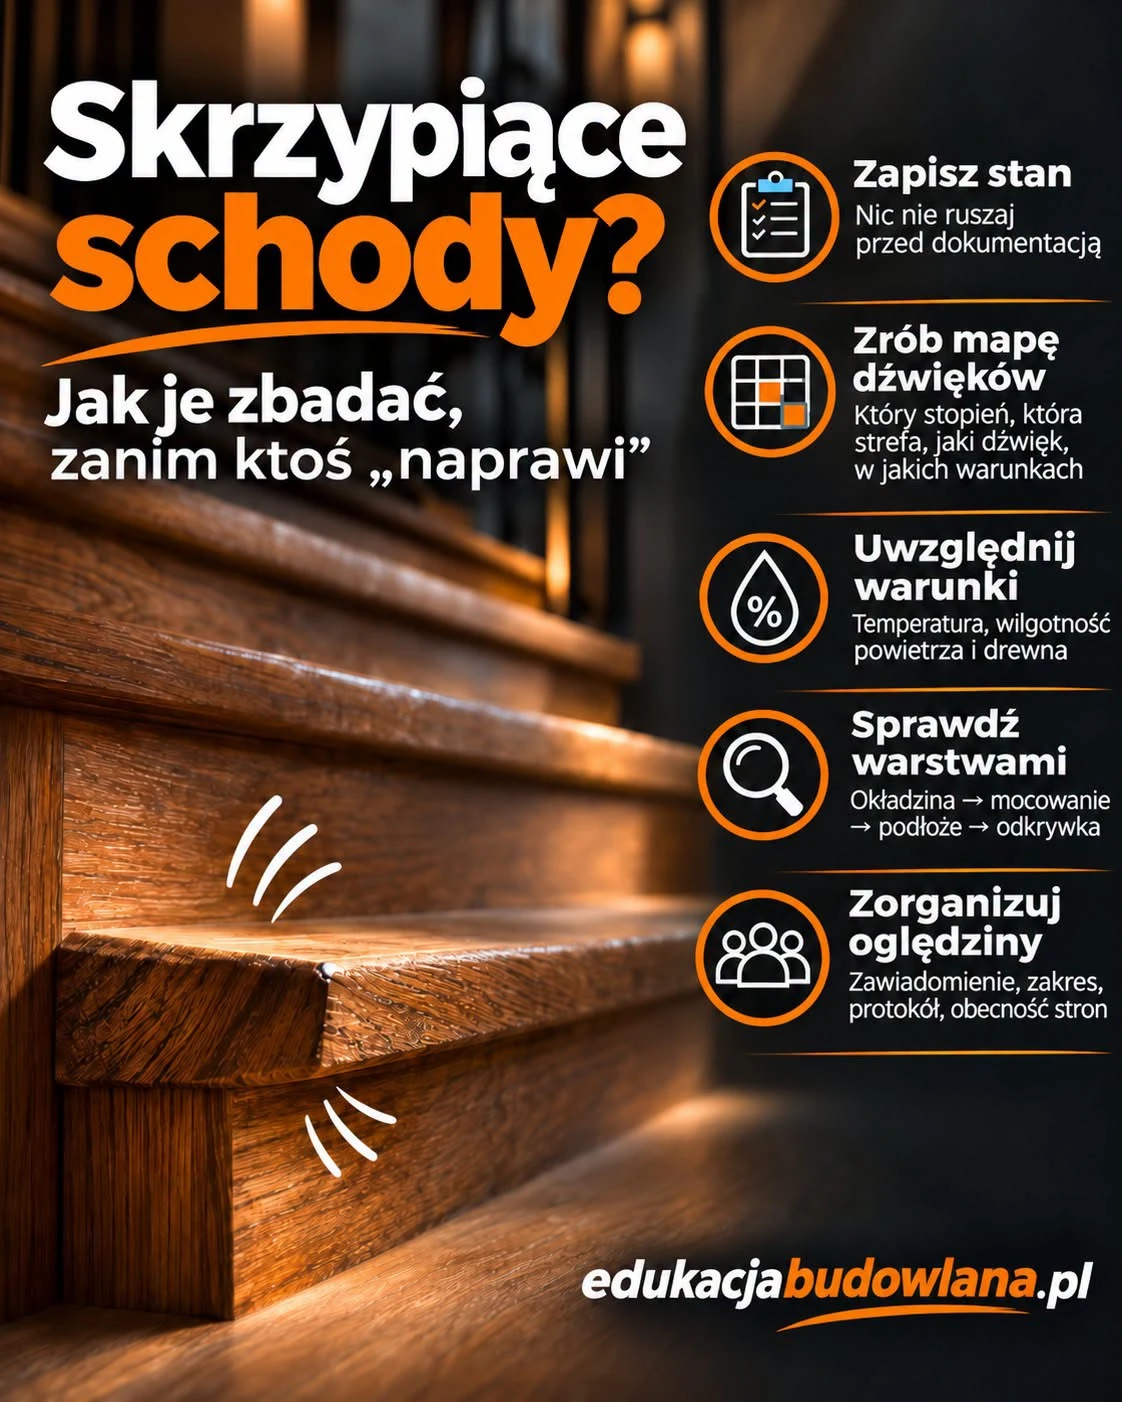 Skrzypiące
schody?
Jak je zbadać,
zanim ktoś „naprawi”
Zapisz stan
Nic nie ruszaj
przed dokumentacją
Zrób mapę
dźwięków
Który stopień, która
strefa, jaki dźwięk,
w jakich warunkach
Uwzględnij
warunki
%
Temperatura, wilgotność
powietrza i drewna
Sprawdź
warstwami
Okładzina → mocowanie
→ podłoże → odkrywka
Zorganizuj
oględziny
Zawiadomienie, zakres,
protokół, obecność stron
edukacjabudowlana.pl